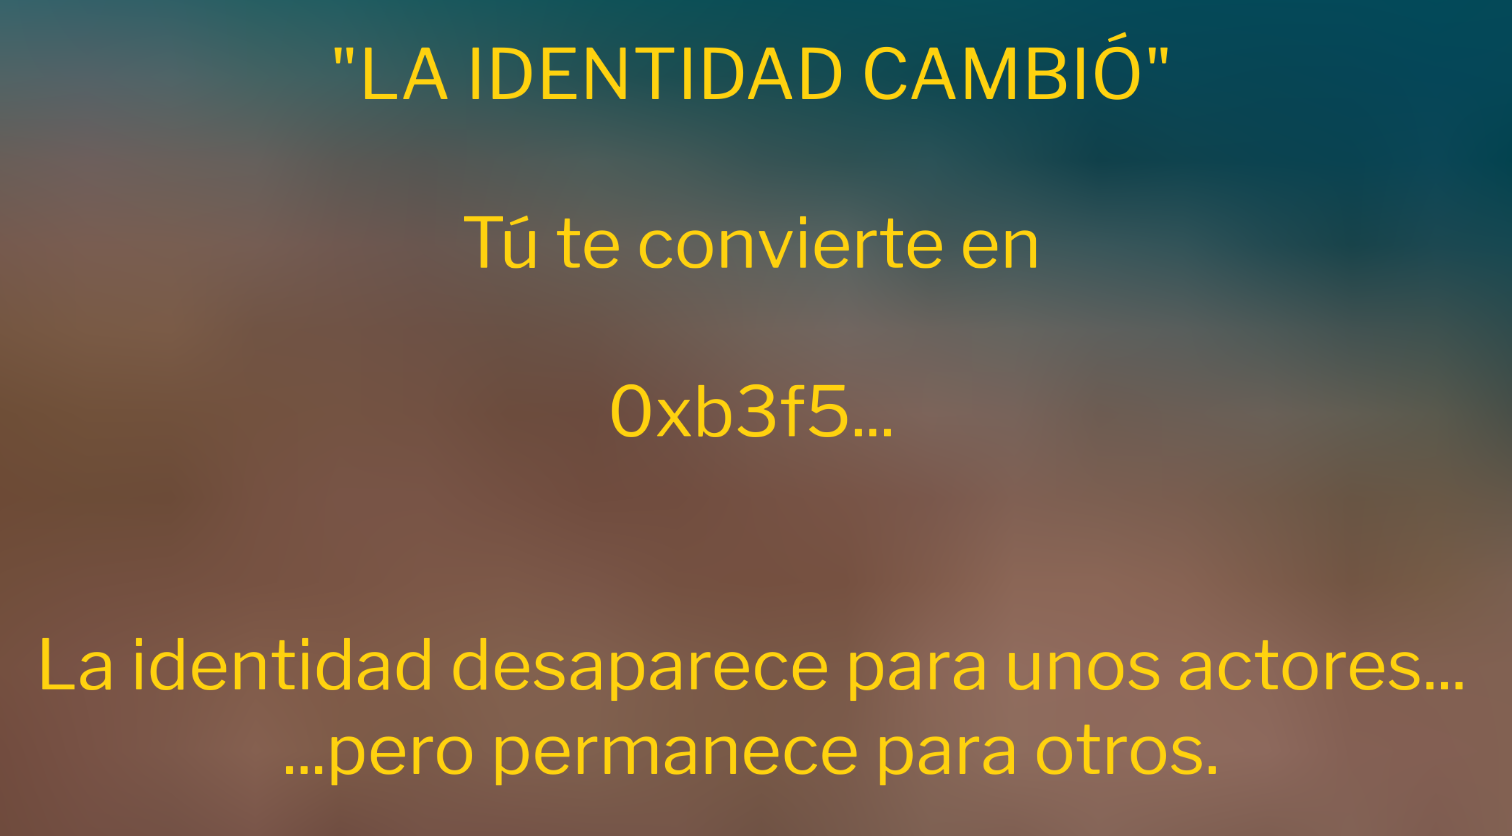 "LA IDENTIDAD CAMBIÓ"
Tú te convierte en
0xb3f5...
La identidad desaparece para unos actores...
...pero permanece para otros.